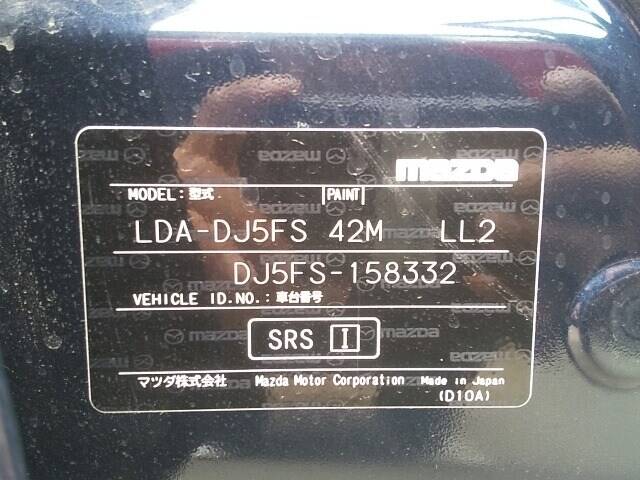 mazda
MODEL:型式 PAINT
LDA-DJ5FS 42M LL2
DJ5FS-158332
VEHICLE ID.NO.:車台番号
SRS I
マツダ株式会社 Mazda Motor Corporation Made in Japan
(D10A)